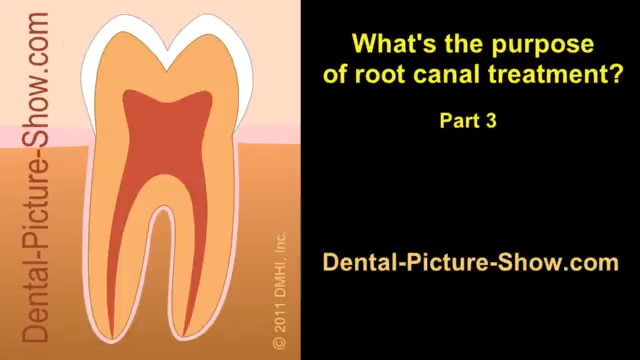 Dental-Picture-Show.com
© 2011 DMHI, Inc.
What's the purpose
of root canal treatment?
Part 3
Dental-Picture-Show.com